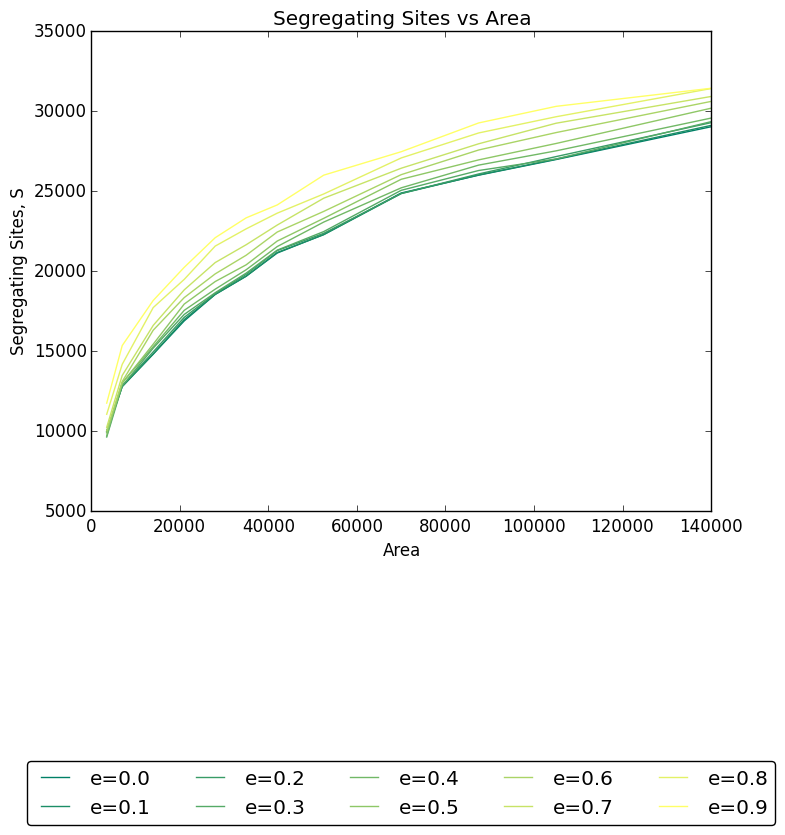 Segregating Sites vs Area
35000
30000
25000
20000
15000
10000
5000
Segregating Sites, S
0 20000 40000 60000 80000 100000 120000 140000
Area
e=0.0 e=0.2 e=0.4 e=0.6 e=0.8
e=0.1 e=0.3 e=0.5 e=0.7 e=0.9